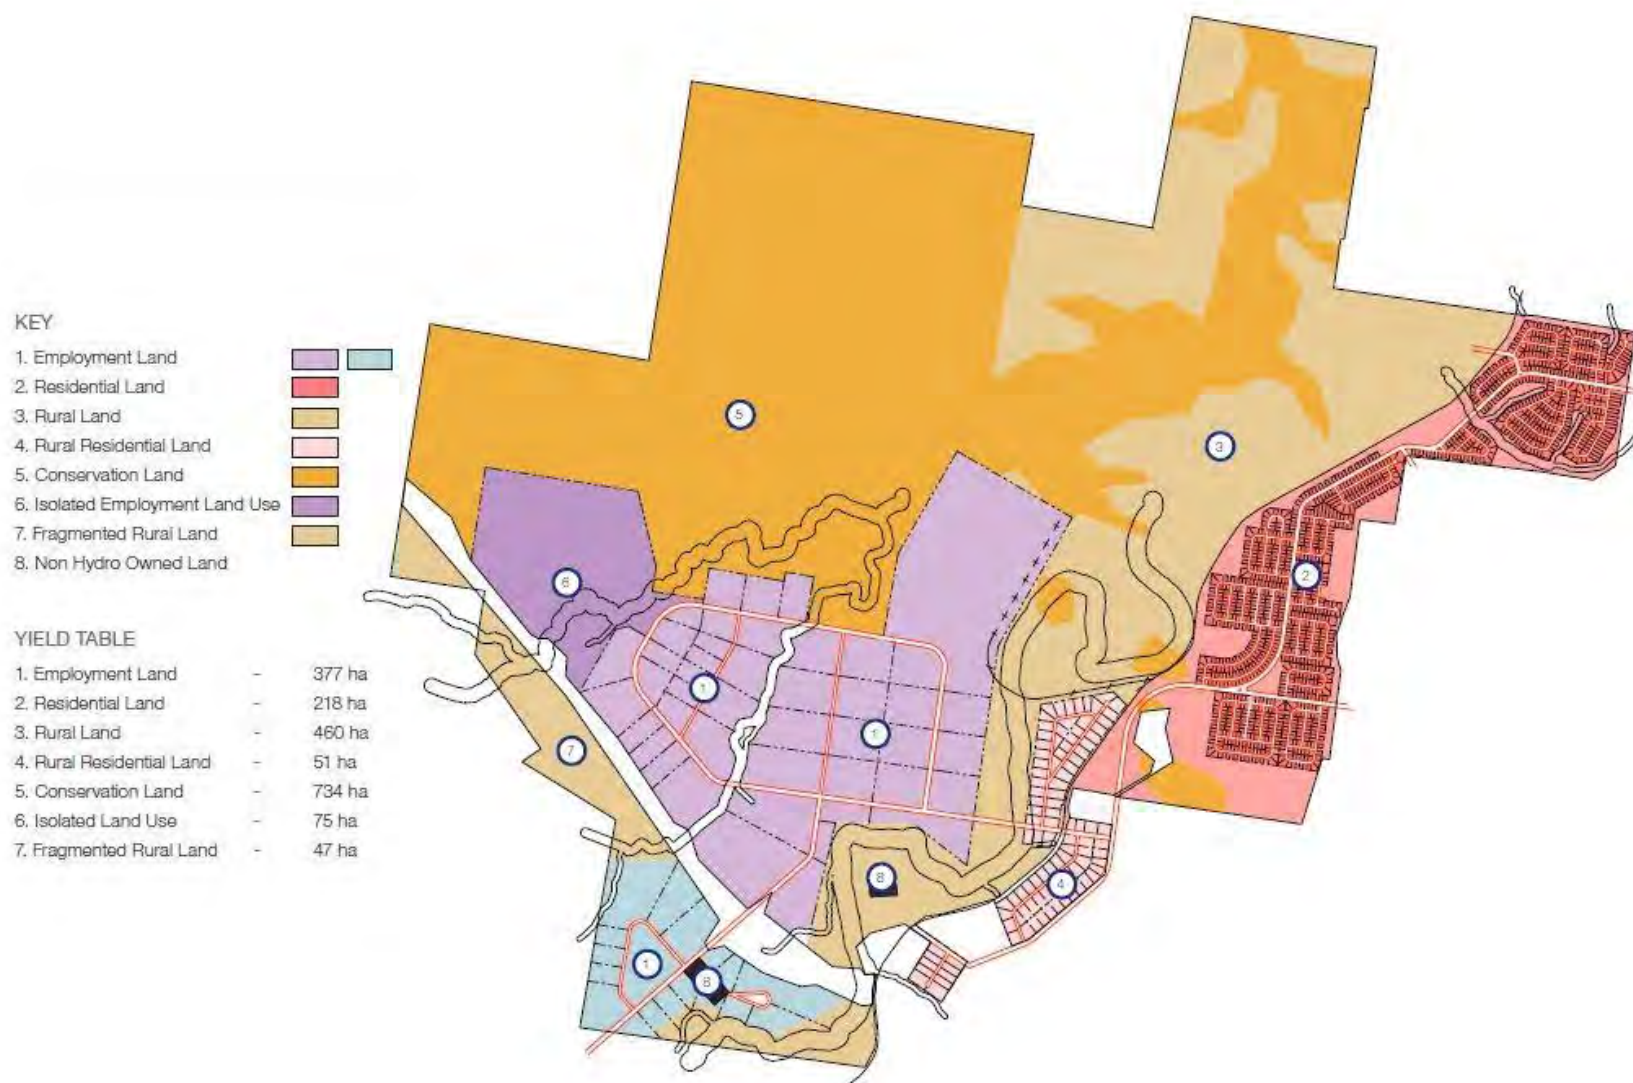 KEY
1. Employment Land
2. Residential Land
3. Rural Land
4. Rural Residential Land
5. Conservation Land
6. Isolated Employment Land Use
7. Fragmented Rural Land
8. Non Hydro Owned Land
YIELD TABLE
1. Employment Land - 377 ha
2. Residential Land - 218 ha
3. Rural Land - 460 ha
4. Rural Residential Land - 51 ha
5. Conservation Land - 734 ha
6. Isolated Land Use - 75 ha
7. Fragmented Rural Land - 47 ha
5
3
6
2
1
1
7
8
4
1
8